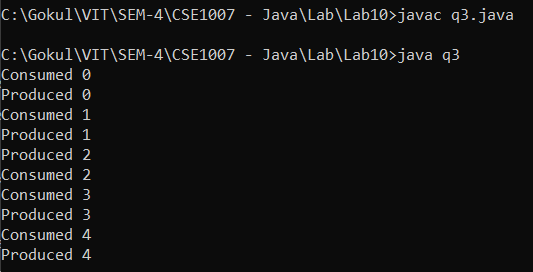 C:\Gokul\VIT\SEM-4\CSE1007 - Java\Lab\Lab10>javac q3.java
C:\Gokul\VIT\SEM-4\CSE1007 - Java\Lab\Lab10>java q3
Consumed 0
Produced 0
Consumed 1
Produced 1
Produced 2
Consumed 2
Consumed 3
Produced 3
Consumed 4
Produced 4